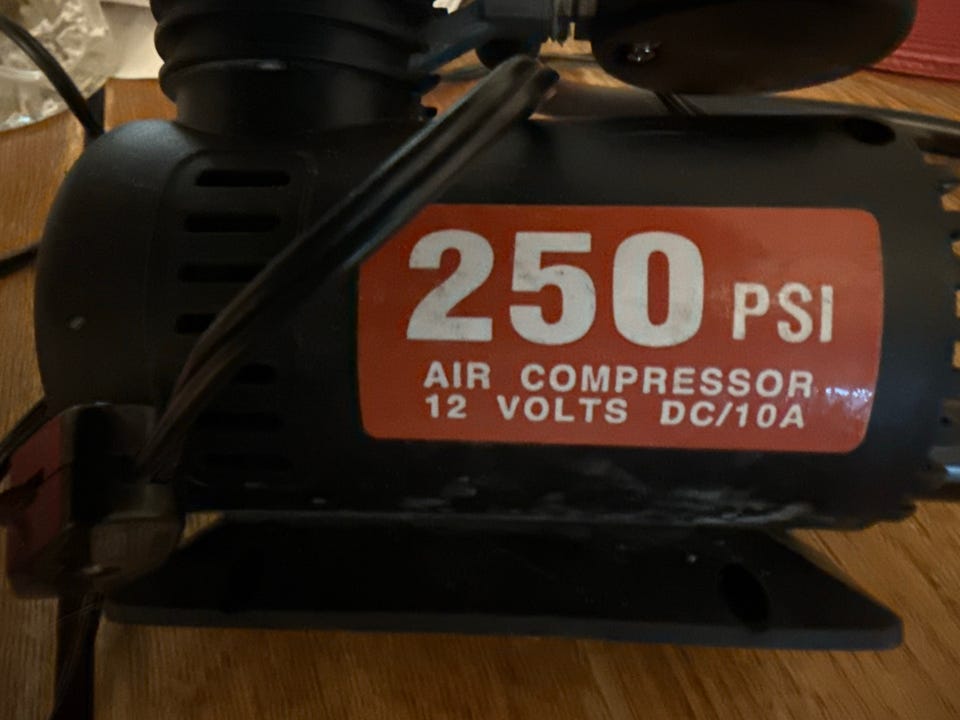 250 PSI
AIR COMPRESSOR
12 VOLTS DC/10A